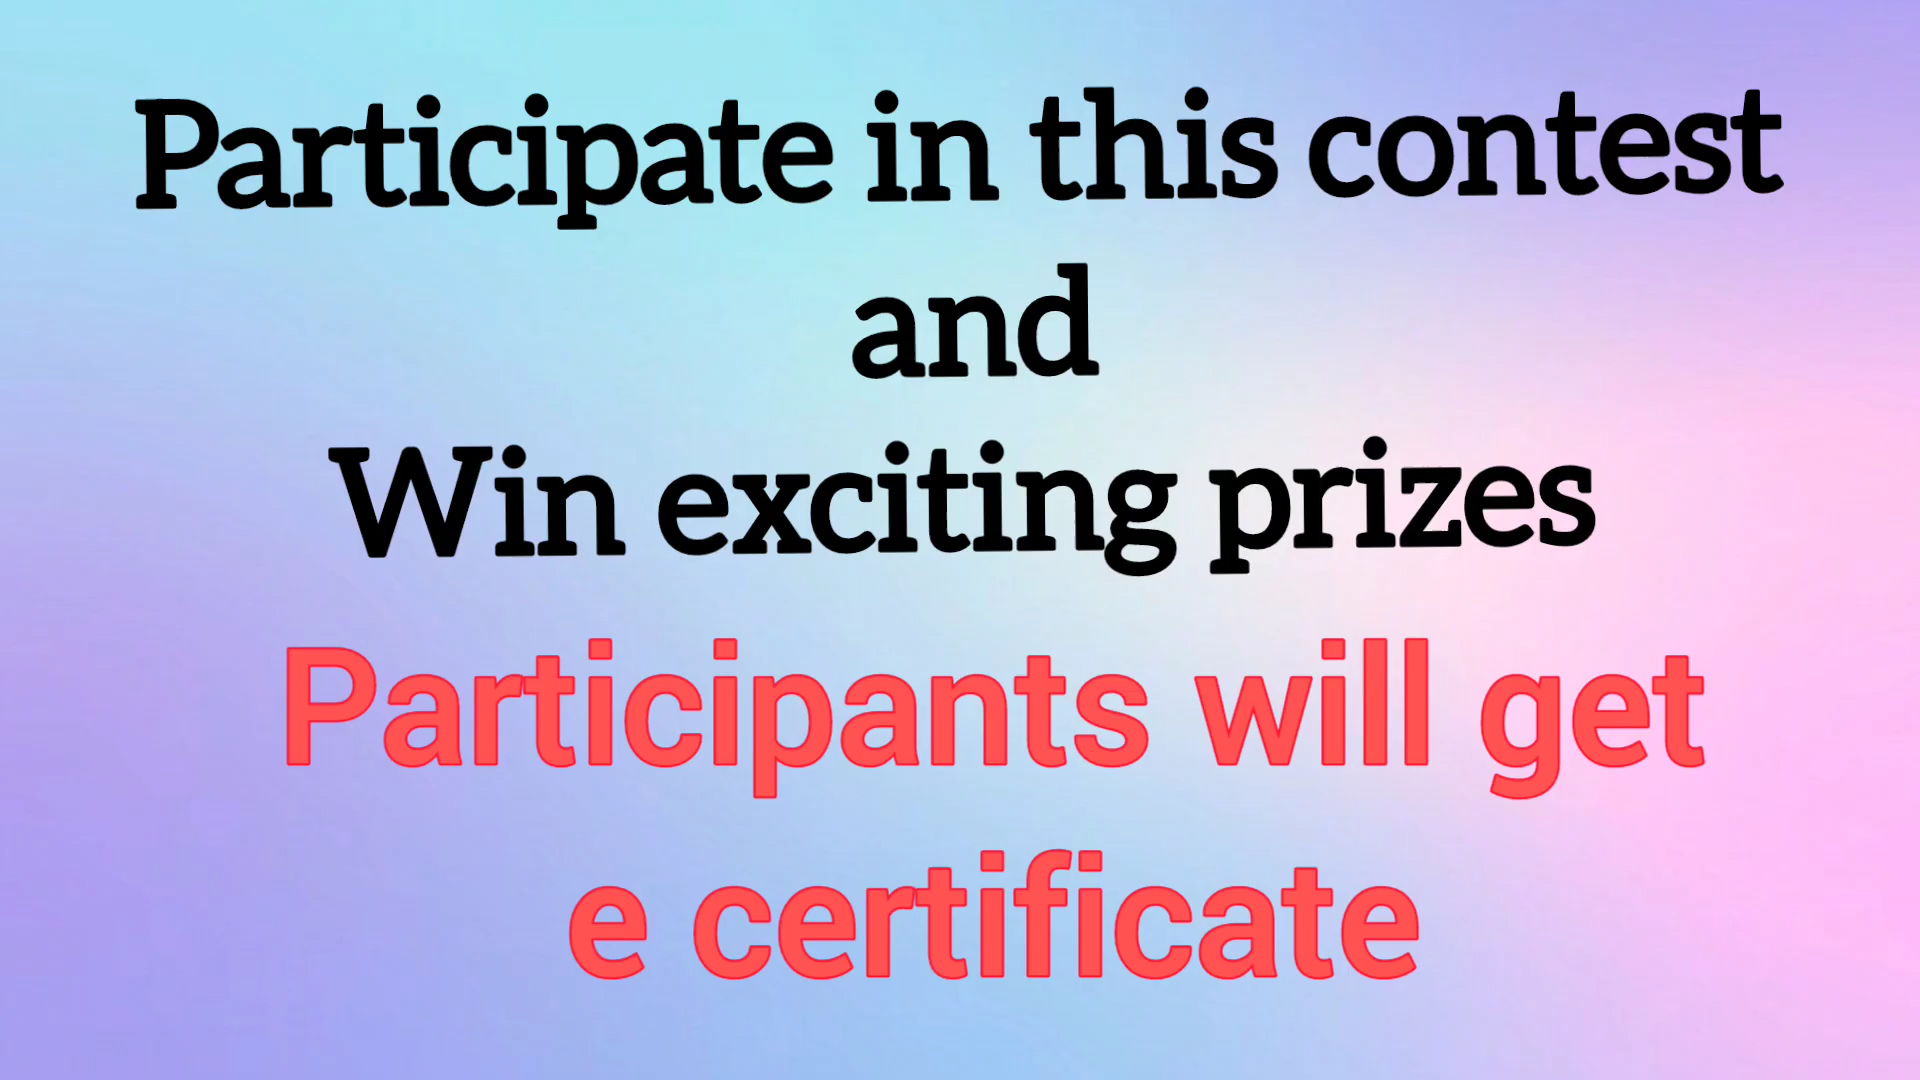 Participate in this contest
and
Win exciting prizes
Participants will get
e certificate